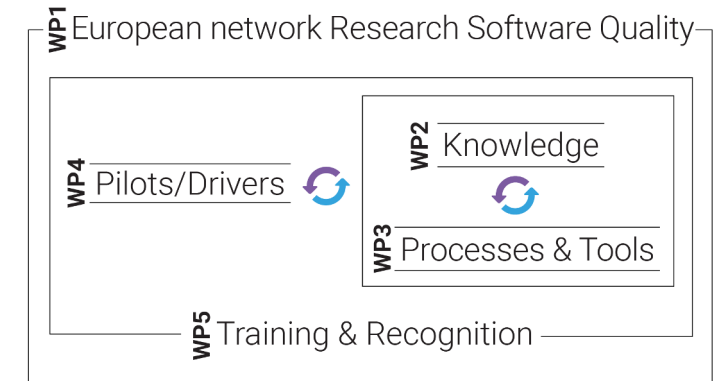 WP1 European network Research Software Quality
WP2 Knowledge
WP4 Pilots/Drivers
WP3 Processes & Tools
WP5 Training & Recognition